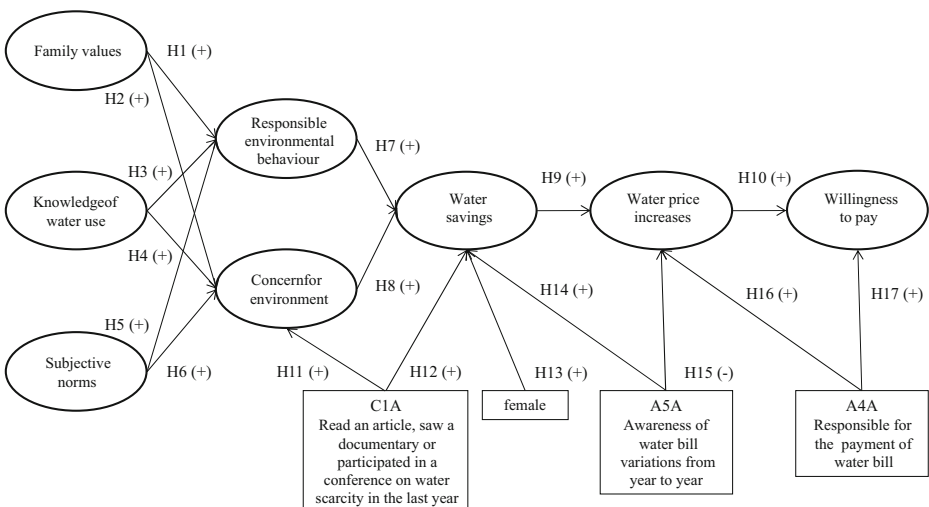 Family values
H1 (+)
H2 (+)
Responsible
environmental
behaviour
H3 (+)
H7 (+)
Knowledgeof
water use
Water
savings
H9 (+)
Water price
increases
H10 (+)
Willingness
to pay
H4 (+)
Concernfor
environment
H8 (+)
H14 (+)
H16 (+)
H17 (+)
H5 (+)
Subjective
norms
H6 (+)
H11 (+)
H12 (+)
H13 (+)
H15 (-)
C1A
Read an article, saw a
documentary or
participated in a
conference on water
scarcity in the last year
female
A5A
Awareness of
water bill
variations from
year to year
A4A
Responsible for
the payment of
water bill